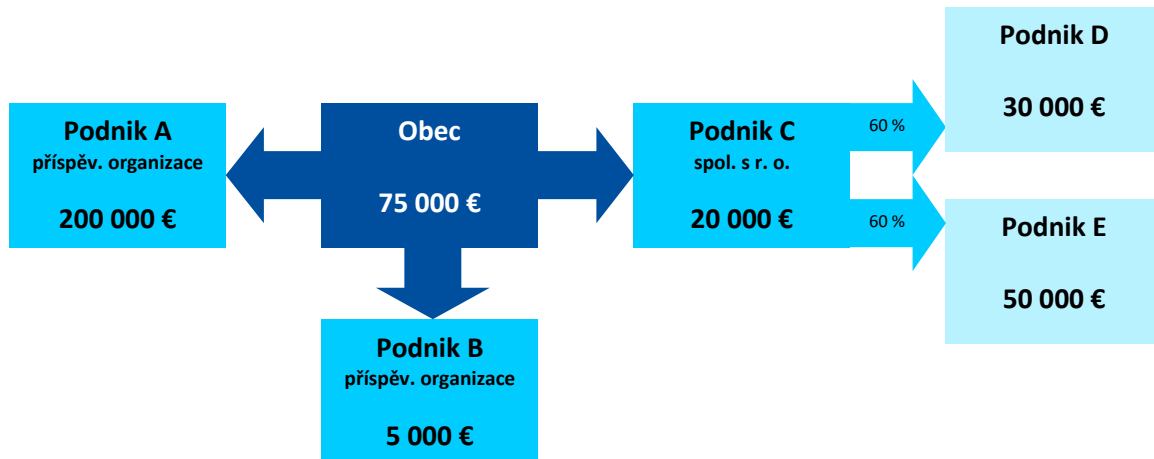 Podnik D
30 000 €
Podnik A
příspěv. organizace
200 000 €
Obec
75 000 €
Podnik C
spol. s r. o.
20 000 €
60 %
60 %
Podnik E
50 000 €
Podnik B
příspěv. organizace
5 000 €